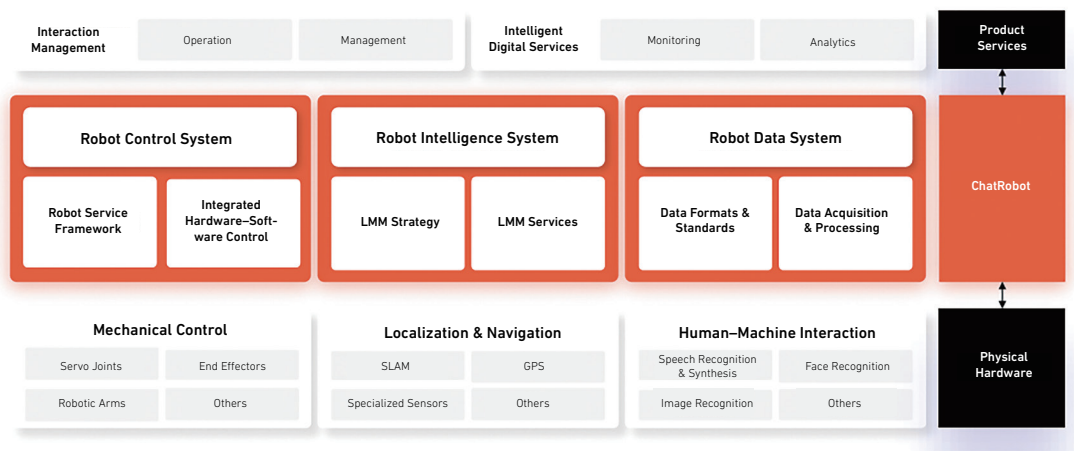 Interaction
Management
Operation
Management
Intelligent
Digital Services
Monitoring
Analytics
Product
Services
Robot Control System
Robot Service
Framework
Integrated
Hardware–Soft-
ware Control
Robot Intelligence System
LMM Strategy
LMM Services
Robot Data System
Data Formats &
Standards
Data Acquisition
& Processing
ChatRobot
Mechanical Control
Servo Joints
End Effectors
Robotic Arms
Others
Localization & Navigation
SLAM
GPS
Specialized Sensors
Others
Human–Machine Interaction
Speech Recognition
& Synthesis
Face Recognition
Image Recognition
Others
Physical
Hardware